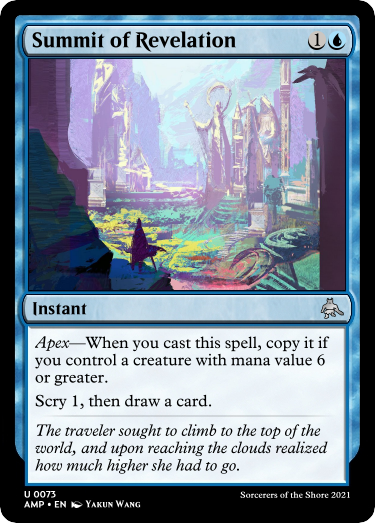 Summit of Revelation
1
Instant
Apex—When you cast this spell, copy it if
you control a creature with mana value 6
or greater.
Scry 1, then draw a card.
The traveler sought to climb to the top of the
world, and upon reaching the clouds realized
how much higher she had to go.
U 0073
AMP • EN Yakun Wang
Sorcerers of the Shore 2021